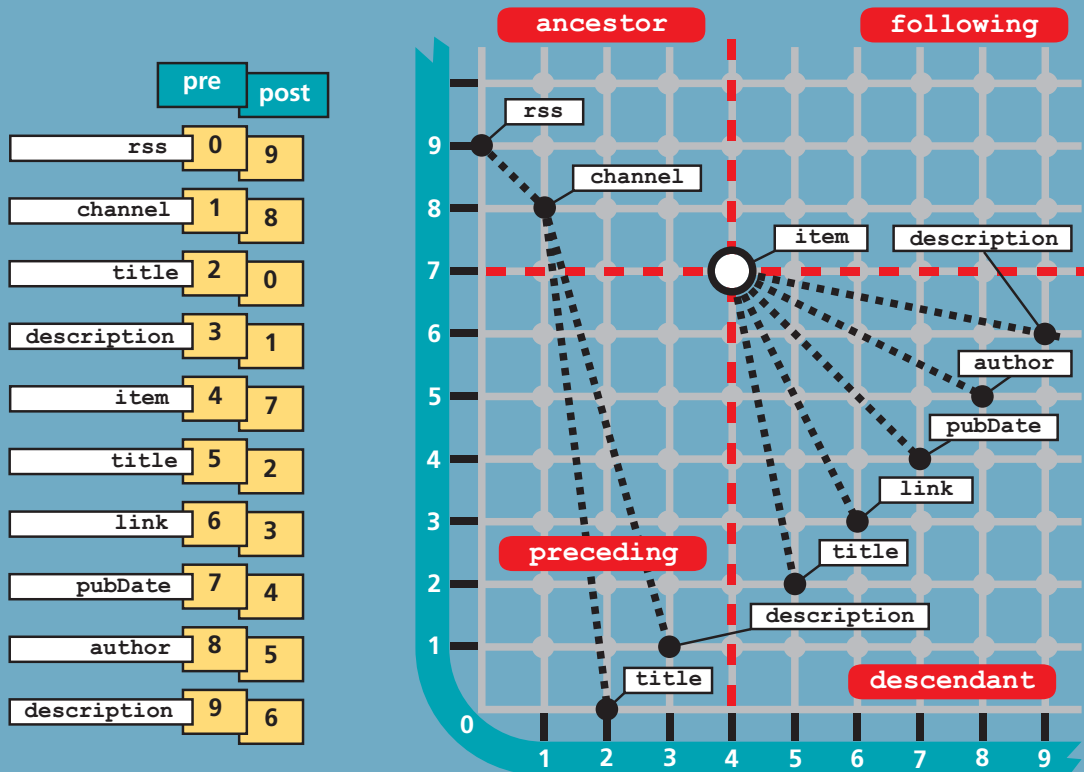 pre post
rss 0 9
channel 1 8
title 2 0
description 3 1
item 4 7
title 5 2
link 6 3
pubDate 7 4
author 8 5
description 9 6
ancestor following
rss
9
channel
8
item description
7
6
author
5
pubDate
4
link
3
preceding title
2
description
1
title descendant
0
1 2 3 4 5 6 7 8 9